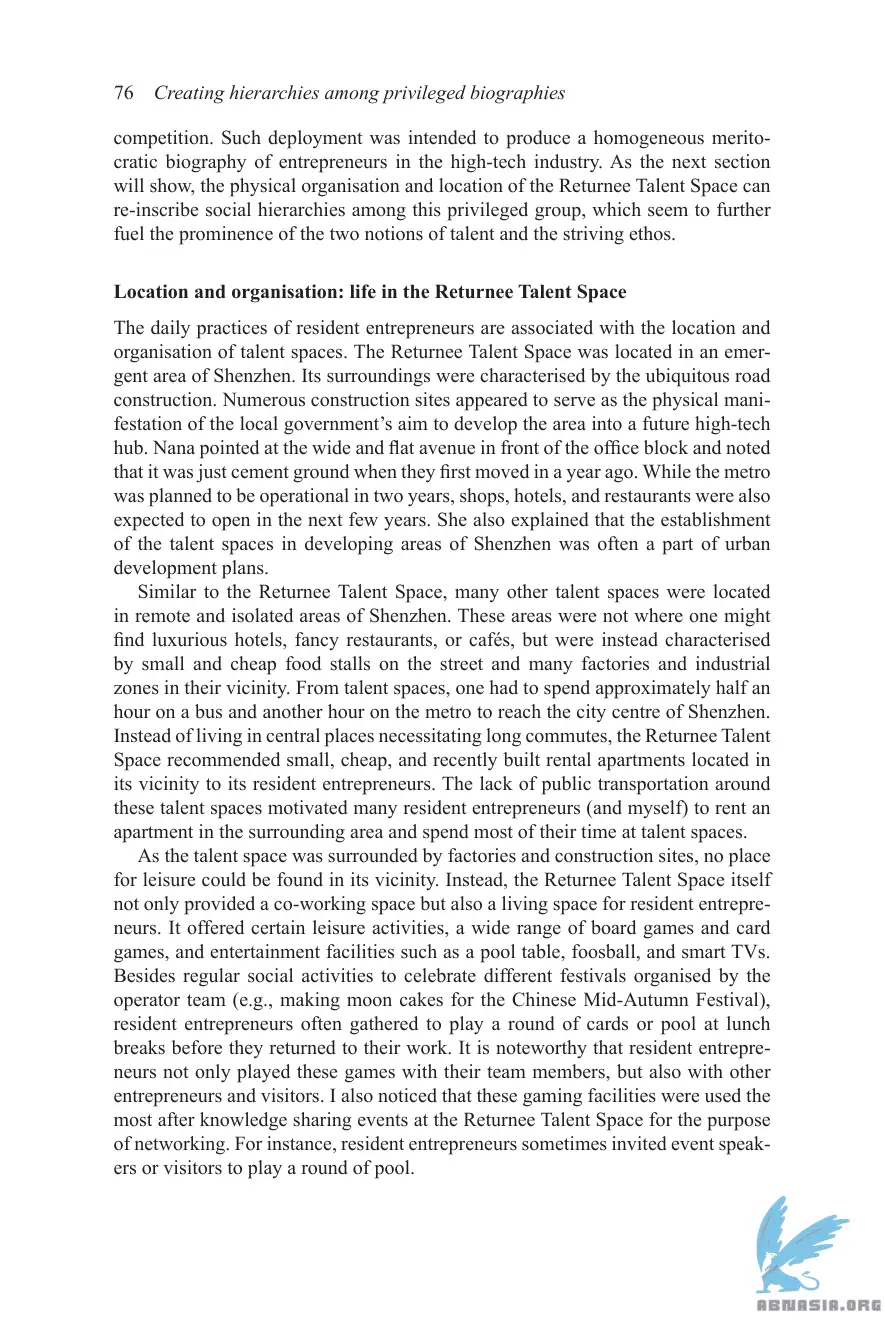 76 Creating hierarchies among privileged biographies
competition. Such deployment was intended to produce a homogeneous merito-
cratic biography of entrepreneurs in the high-tech industry. As the next section
will show, the physical organisation and location of the Returnee Talent Space can
re-inscribe social hierarchies among this privileged group, which seem to further
fuel the prominence of the two notions of talent and the striving ethos.
Location and organisation: life in the Returnee Talent Space
The daily practices of resident entrepreneurs are associated with the location and
organisation of talent spaces. The Returnee Talent Space was located in an emer-
gent area of Shenzhen. Its surroundings were characterised by the ubiquitous road
construction. Numerous construction sites appeared to serve as the physical mani-
festation of the local government’s aim to develop the area into a future high-tech
hub. Nana pointed at the wide and flat avenue in front of the office block and noted
that it was just cement ground when they first moved in a year ago. While the metro
was planned to be operational in two years, shops, hotels, and restaurants were also
expected to open in the next few years. She also explained that the establishment
of the talent spaces in developing areas of Shenzhen was often a part of urban
development plans.
Similar to the Returnee Talent Space, many other talent spaces were located
in remote and isolated areas of Shenzhen. These areas were not where one might
find luxurious hotels, fancy restaurants, or cafés, but were instead characterised
by small and cheap food stalls on the street and many factories and industrial
zones in their vicinity. From talent spaces, one had to spend approximately half an
hour on a bus and another hour on the metro to reach the city centre of Shenzhen.
Instead of living in central places necessitating long commutes, the Returnee Talent
Space recommended small, cheap, and recently built rental apartments located in
its vicinity to its resident entrepreneurs. The lack of public transportation around
these talent spaces motivated many resident entrepreneurs (and myself) to rent an
apartment in the surrounding area and spend most of their time at talent spaces.
As the talent space was surrounded by factories and construction sites, no place
for leisure could be found in its vicinity. Instead, the Returnee Talent Space itself
not only provided a co-working space but also a living space for resident entrepre-
neurs. It offered certain leisure activities, a wide range of board games and card
games, and entertainment facilities such as a pool table, foosball, and smart TVs.
Besides regular social activities to celebrate different festivals organised by the
operator team (e.g., making moon cakes for the Chinese Mid-Autumn Festival),
resident entrepreneurs often gathered to play a round of cards or pool at lunch
breaks before they returned to their work. It is noteworthy that resident entrepre-
neurs not only played these games with their team members, but also with other
entrepreneurs and visitors. I also noticed that these gaming facilities were used the
most after knowledge sharing events at the Returnee Talent Space for the purpose
of networking. For instance, resident entrepreneurs sometimes invited event speak-
ers or visitors to play a round of pool.
ABNASIA.ORG